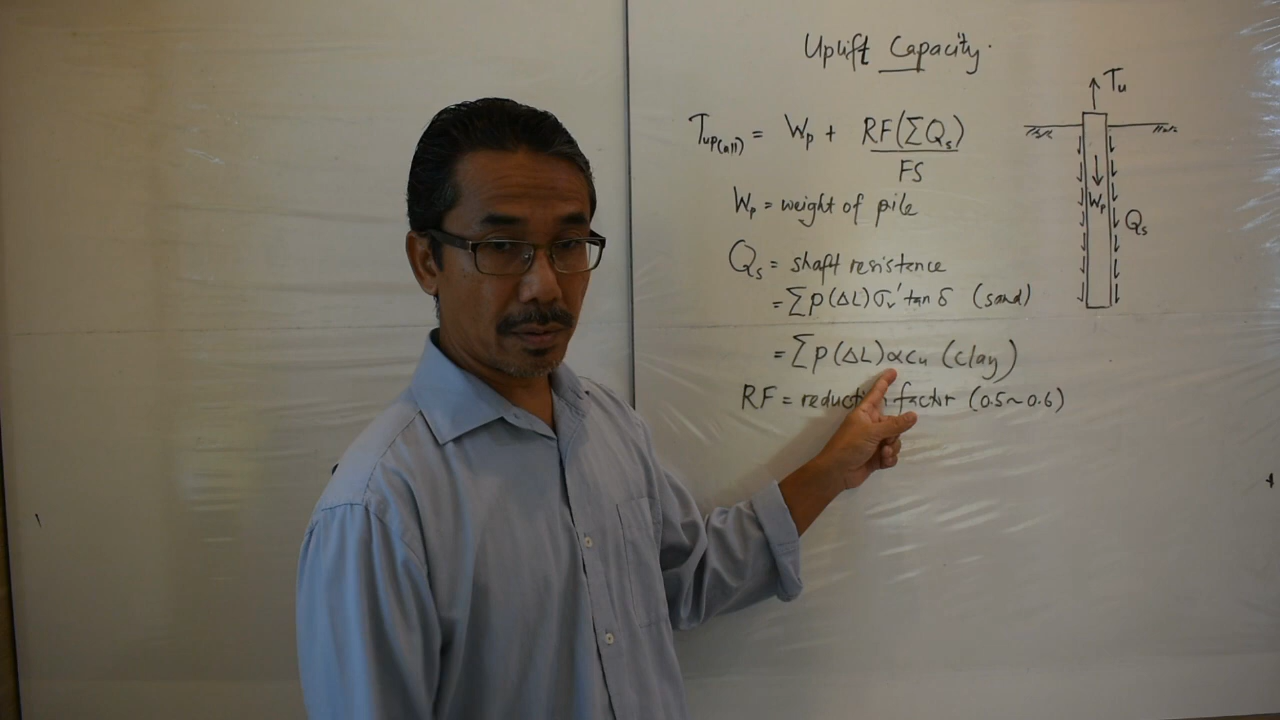 Uplift Capacity.
Tup(all) = Wp + RF(ΣQs)
FS
Wp = weight of pile
Qs = shaft resistance
= Σp(ΔL)σv' tan δ (sand)
= Σp(ΔL)αcu (clay)
RF = reduction factor (0.5~0.6)
Tu
Wp
Qs